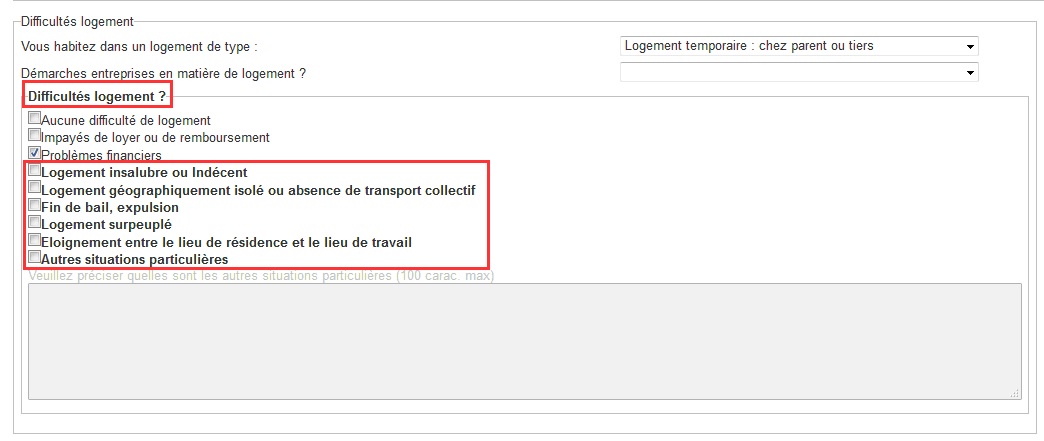 Difficultés logement
Vous habitez dans un logement de type : Logement temporaire : chez parent ou tiers
Démarches entreprises en matière de logement ?
Difficultés logement ?
Aucune difficulté de logement
Impayés de loyer ou de remboursement
Problèmes financiers
Logement insalubre ou Indécent
Logement géographiquement isolé ou absence de transport collectif
Fin de bail, expulsion
Logement surpeuplé
Eloignement entre le lieu de résidence et le lieu de travail
Autres situations particulières
Veuillez préciser quelles sont les autres situations particulières (100 carac. max)